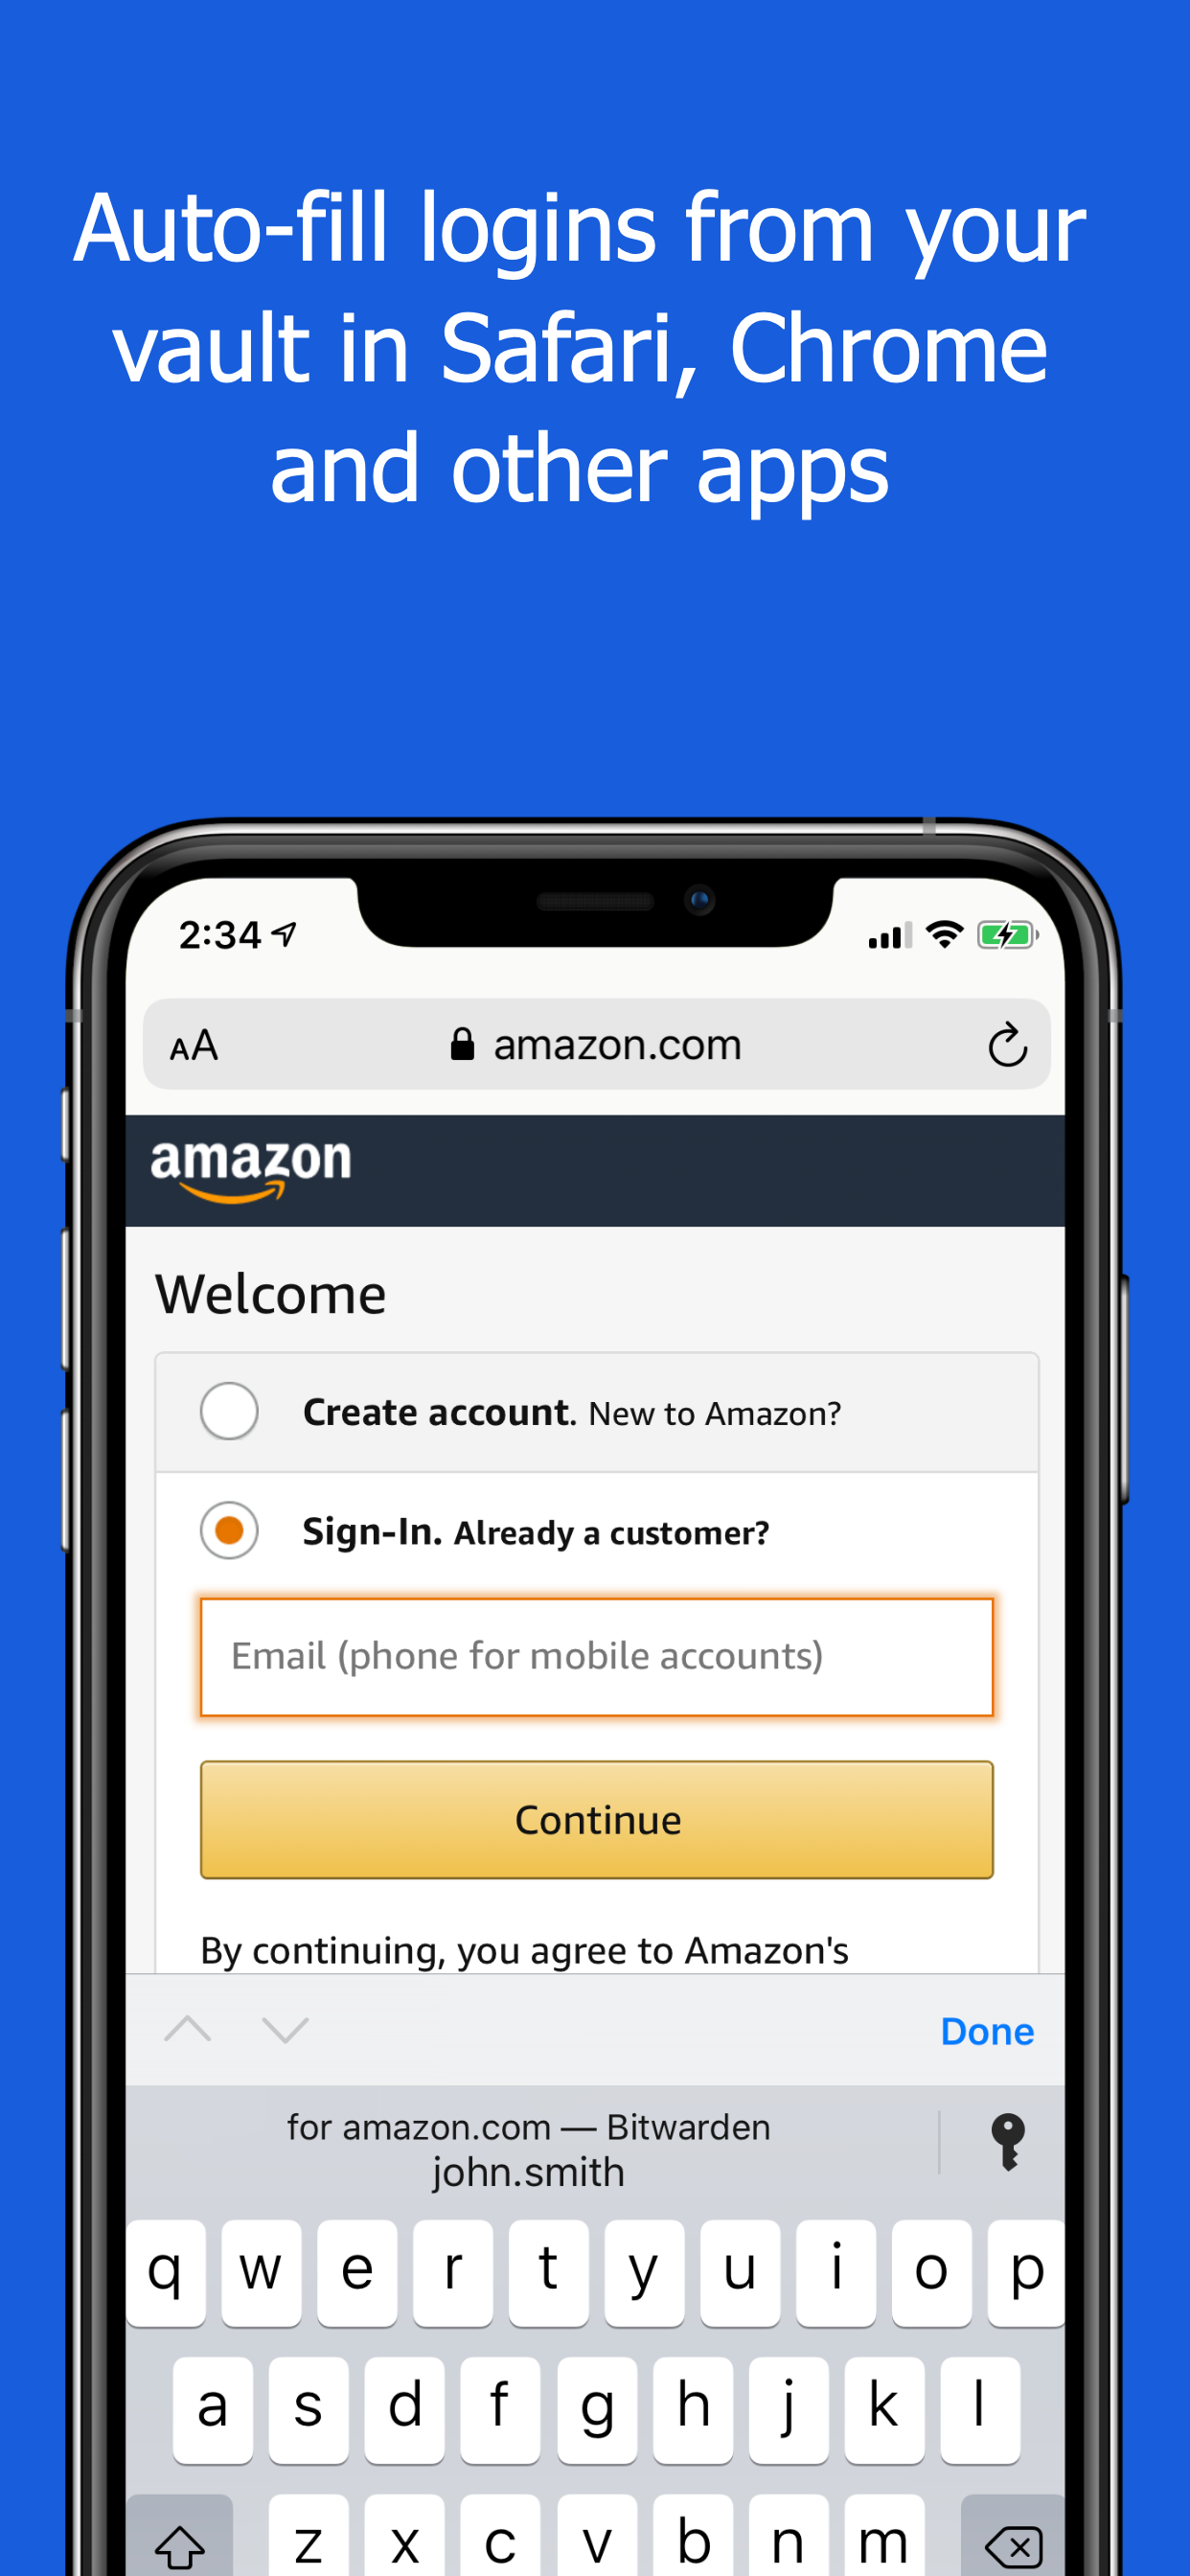 Auto-fill logins from your
vault in Safari, Chrome
and other apps
2:34
AA amazon.com
amazon
Welcome
Create account. New to Amazon?
Sign-In. Already a customer?
Email (phone for mobile accounts)
Continue
By continuing, you agree to Amazon's
Done
for amazon.com — Bitwarden
john.smith
q w e r t y u i o p
a s d f g h j k l
z x c v b n m